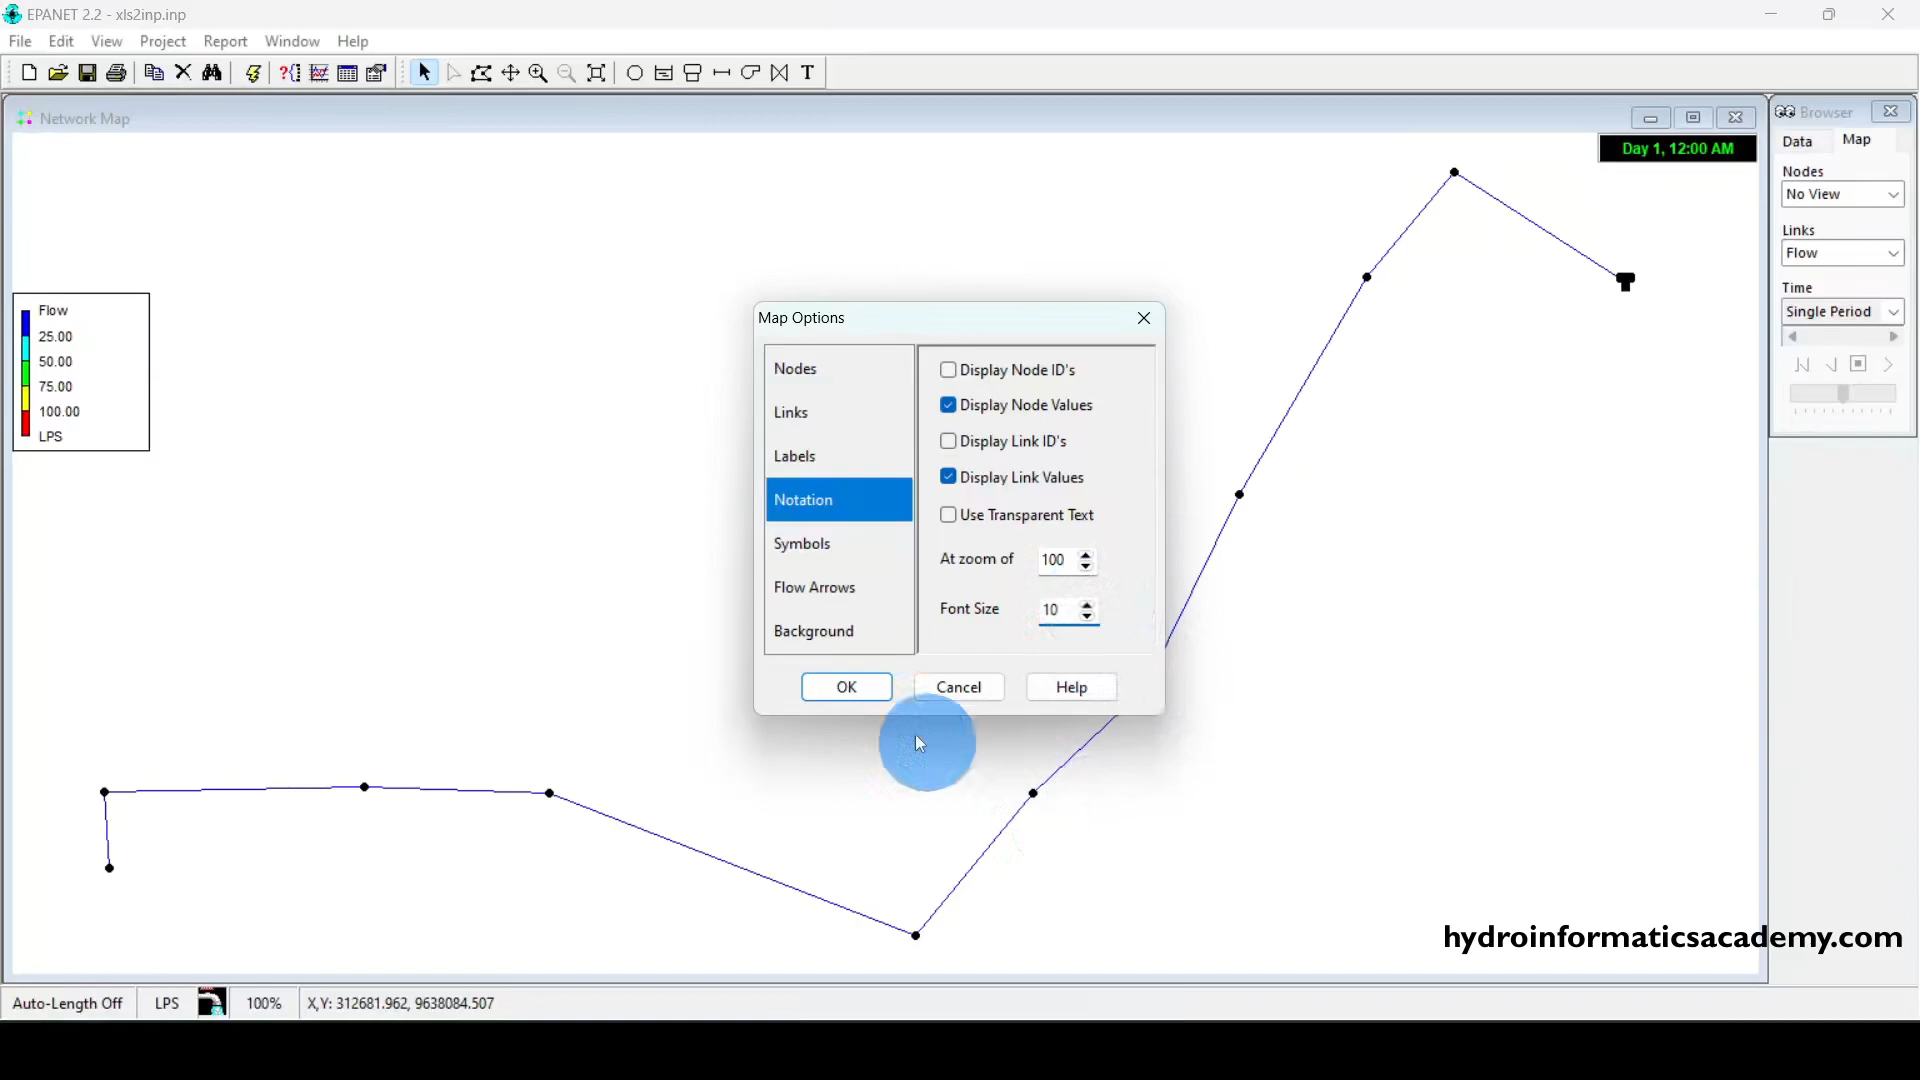 EPANET 2.2 - xls2inp.inp
File Edit View Project Report Window Help
Network Map
Day 1, 12:00 AM
Browser
Data Map
Nodes
No View
Links
Flow
Time
Single Period
Flow
25.00
50.00
75.00
100.00
LPS
Map Options
Nodes
Links
Labels
Notation
Symbols
Flow Arrows
Background
Display Node ID's
Display Node Values
Display Link ID's
Display Link Values
Use Transparent Text
At zoom of 100
Font Size 10
OK Cancel Help
hydroinformaticsacademy.com
Auto-Length Off LPS 100% X,Y: 312681.962, 9638084.507